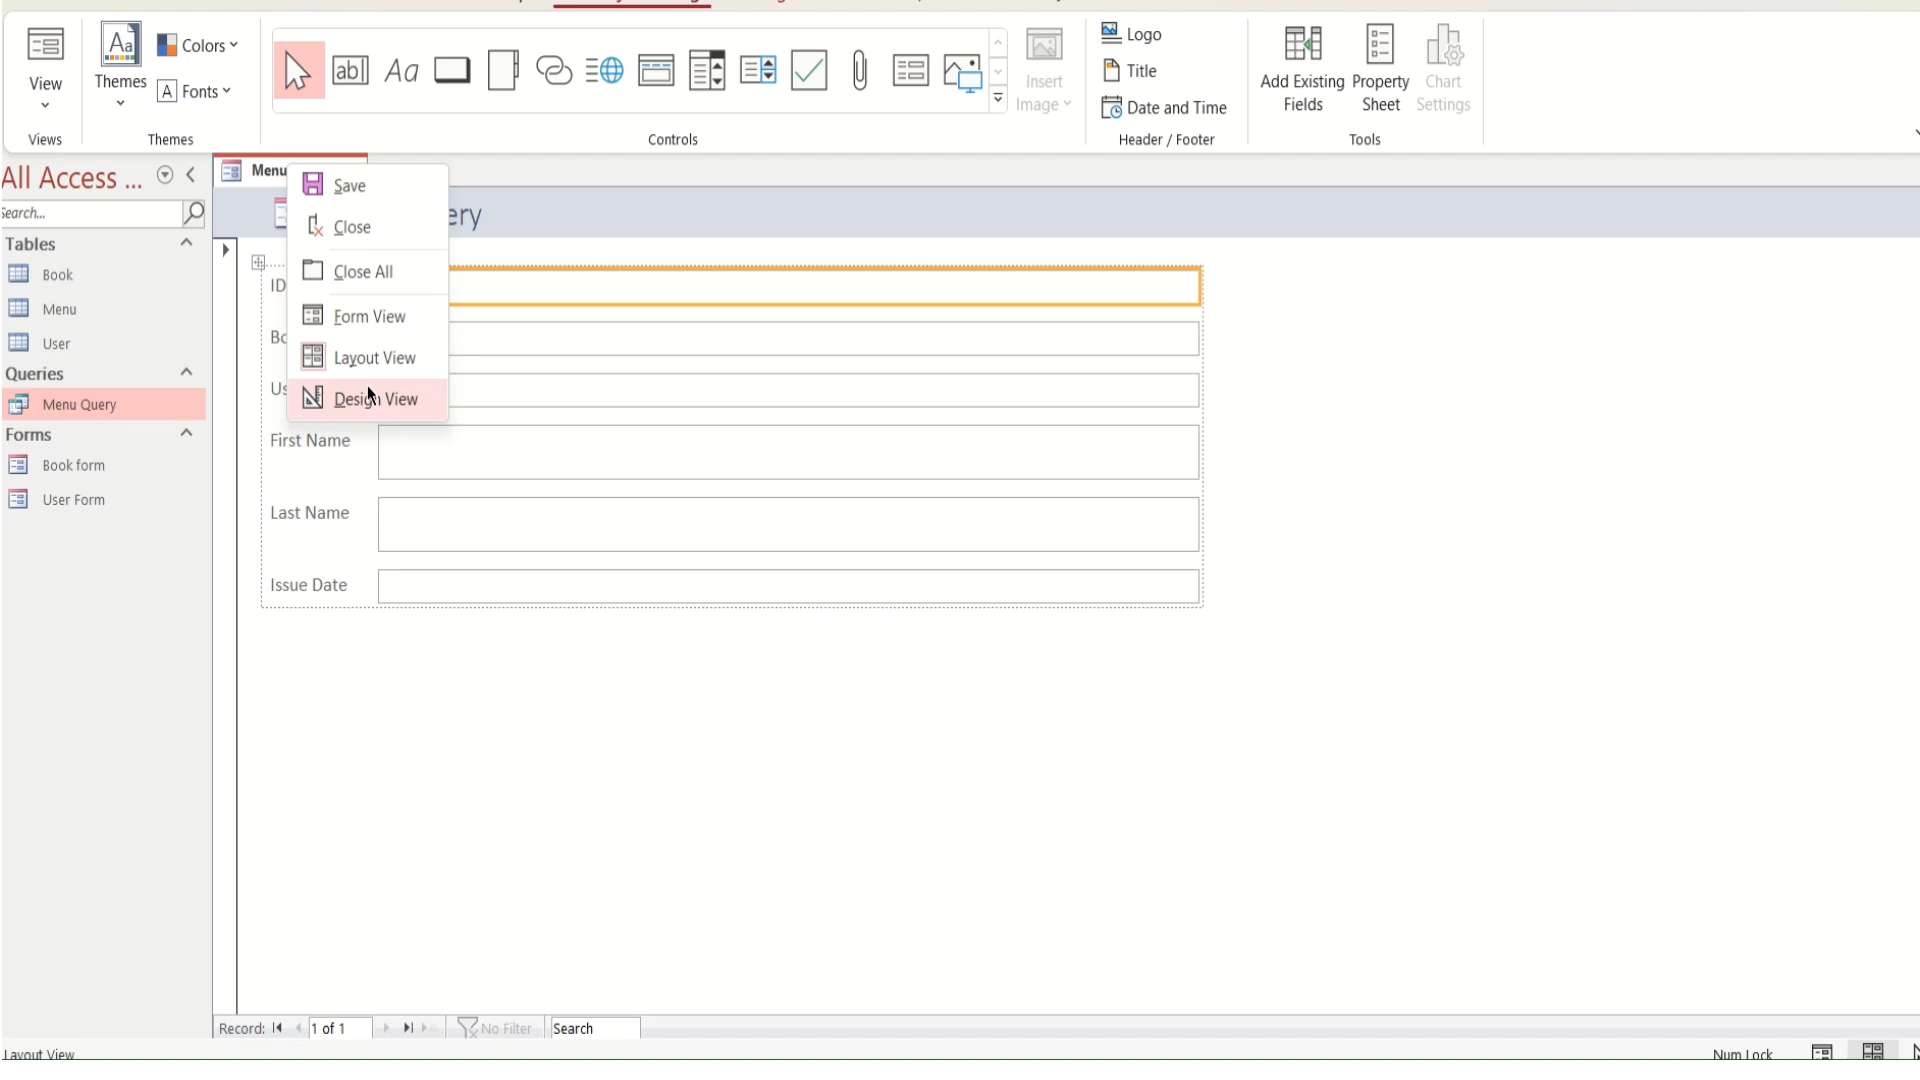 View
Views
Aa
Themes
Colors
A Fonts
Themes
ab
Aa
Controls
Insert
Image
Logo
Title
Date and Time
Header / Footer
Add Existing
Fields
Property
Sheet
Chart
Settings
Tools
All Access ...
Search...
Tables
Book
Menu
User
Queries
Menu Query
Forms
Book form
User Form
Menu
ery
Save
Close
Close All
Form View
Layout View
Design View
ID
Bo
Us
First Name
Last Name
Issue Date
Record: 1 of 1 No Filter Search
Layout View
Num Lock